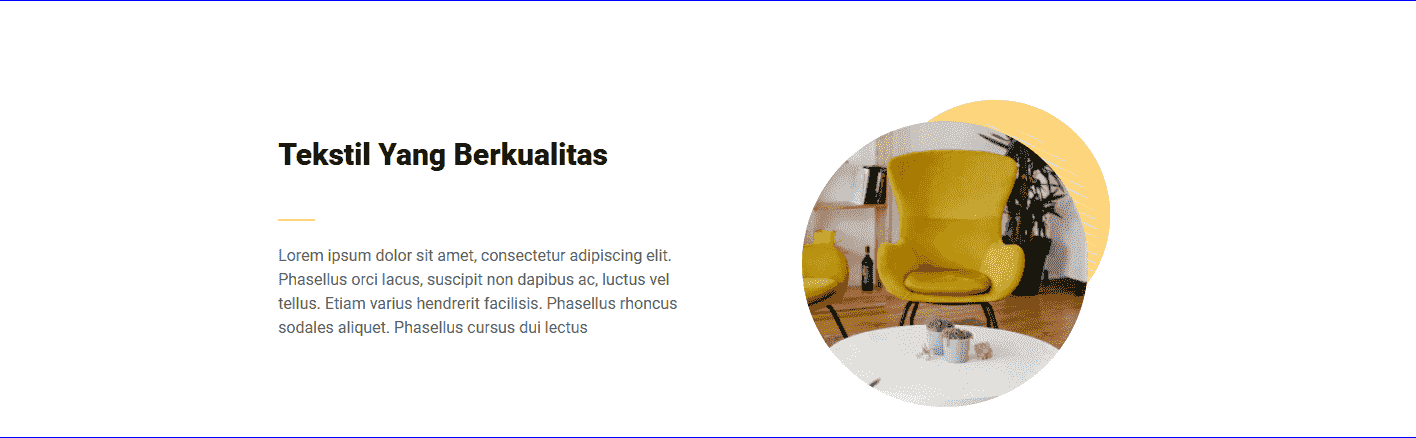 Tekstil Yang Berkualitas
Lorem ipsum dolor sit amet, consectetur adipiscing elit.
Phasellus orci lacus, suscipit non dapibus ac, luctus vel
tellus. Etiam varius hendrerit facilisis. Phasellus rhoncus
sodales aliquet. Phasellus cursus dui lectus